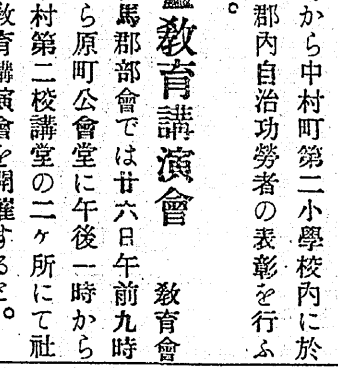 から中村町第二小學校内に於
郡内自治功勞者の表彰を行ふ
。
敎育講演會 敎育會
馬郡部會では廿六日午前九時
ら原町公會堂に午後一時から
村第二校講堂の二ヶ所にて社
敎育講演會を開催すると。